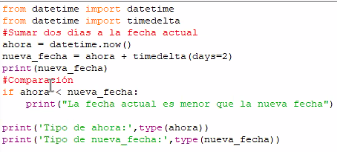 from datetime import datetime
from datetime import timedelta
#Sumar dos días a la fecha actual
ahora = datetime.now()
nueva_fecha = ahora + timedelta(days=2)
print(nueva_fecha)
#Comparación
if ahora < nueva_fecha:
    print("La fecha actual es menor que la nueva fecha")
print('Tipo de ahora:',type(ahora))
print('Tipo de nueva_fecha:',type(nueva_fecha))